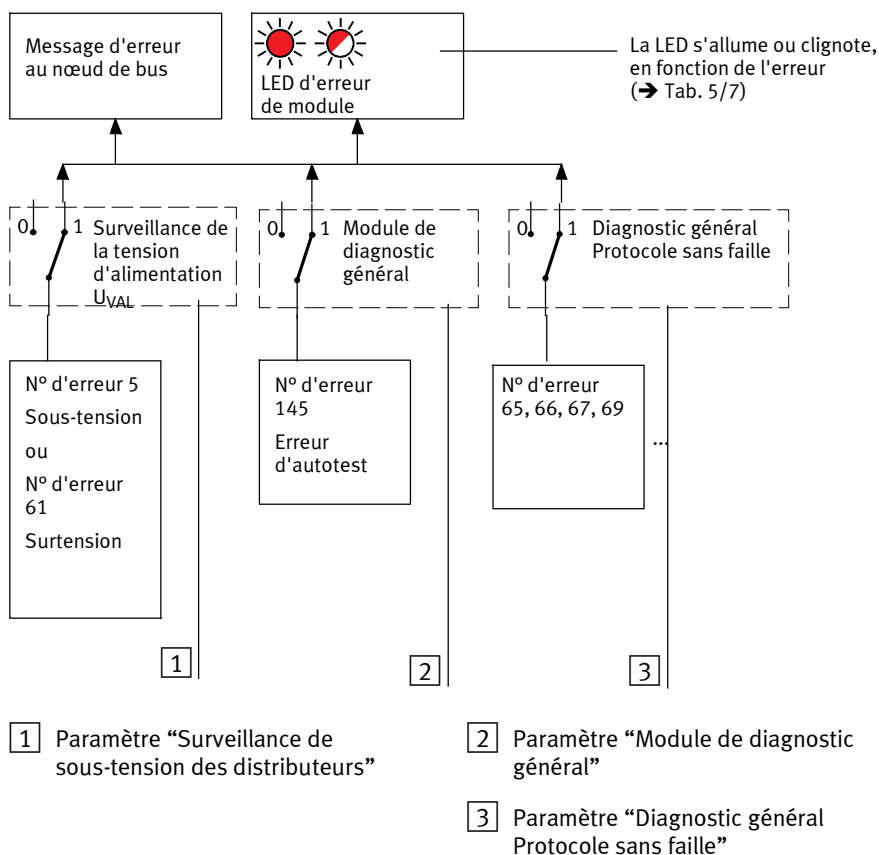 Message d'erreur
au nœud de bus
LED d'erreur
de module
La LED s'allume ou clignote,
en fonction de l'erreur
(➔ Tab. 5/7)
0 1 Surveillance de
la tension
d'alimentation
UVAL
0 1 Module de
diagnostic
général
0 1 Diagnostic général
Protocole sans faille
Nº d'erreur 5
Sous-tension
ou
Nº d'erreur
61
Surtension
Nº d'erreur
145
Erreur
d'autotest
Nº d'erreur
65, 66, 67, 69
...
1
2
3
1 Paramètre “Surveillance de
sous-tension des distributeurs”
2 Paramètre “Module de diagnostic
général”
3 Paramètre “Diagnostic général
Protocole sans faille”